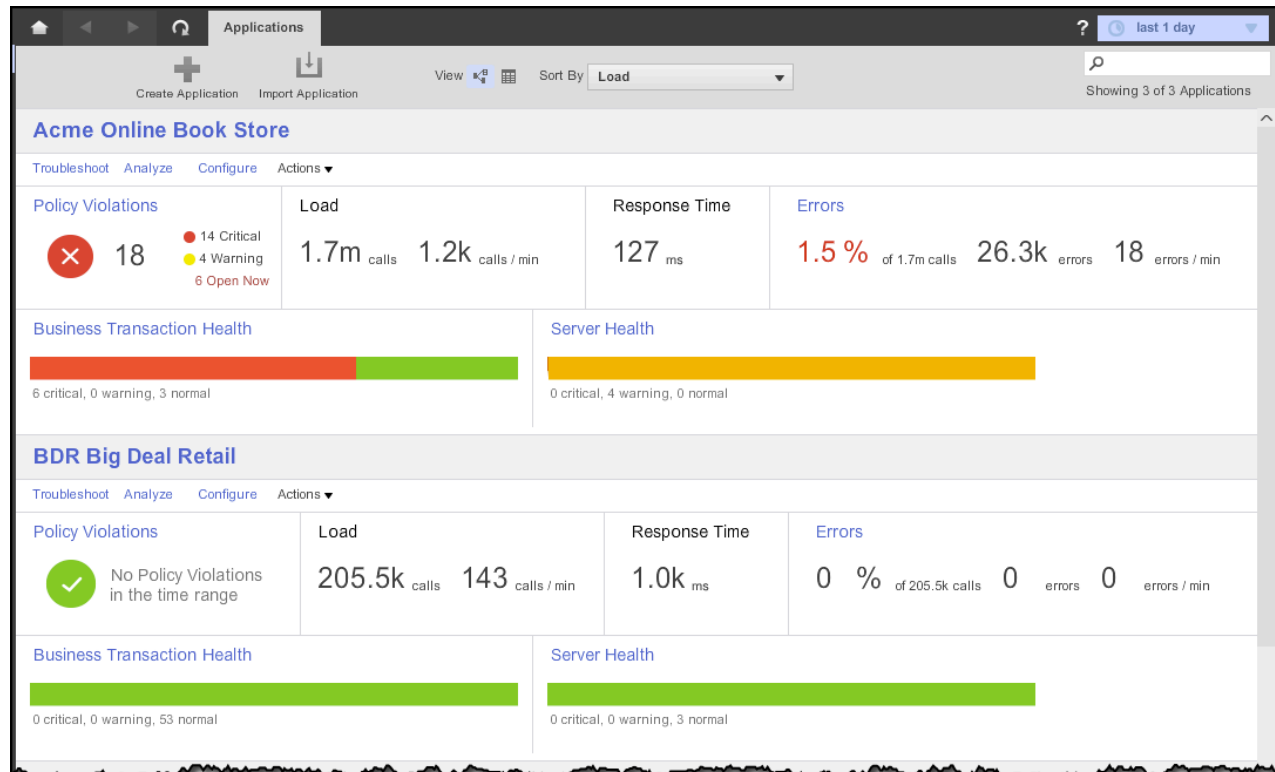 Applications
? last 1 day
Create Application Import Application View Sort By Load
Showing 3 of 3 Applications
Acme Online Book Store
Troubleshoot Analyze Configure Actions
Policy Violations Load Response Time Errors
18 14 Critical
4 Warning
6 Open Now
1.7m calls 1.2k calls / min
127 ms
1.5 % of 1.7m calls 26.3k errors 18 errors / min
Business Transaction Health Server Health
6 critical, 0 warning, 3 normal 0 critical, 4 warning, 0 normal
BDR Big Deal Retail
Troubleshoot Analyze Configure Actions
Policy Violations Load Response Time Errors
No Policy Violations
in the time range
205.5k calls 143 calls / min
1.0k ms
0 % of 205.5k calls 0 errors 0 errors / min
Business Transaction Health Server Health
0 critical, 0 warning, 53 normal 0 critical, 0 warning, 3 normal